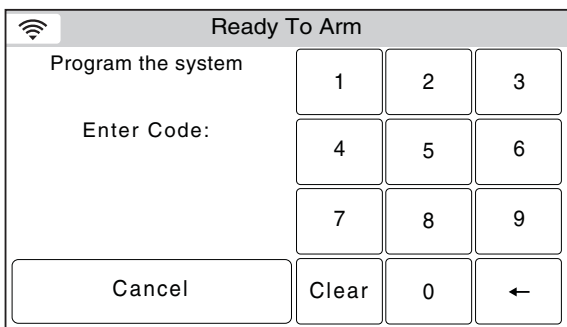 Ready To Arm
Program the system
1 2 3
Enter Code:
4 5 6
7 8 9
Cancel Clear 0 ←